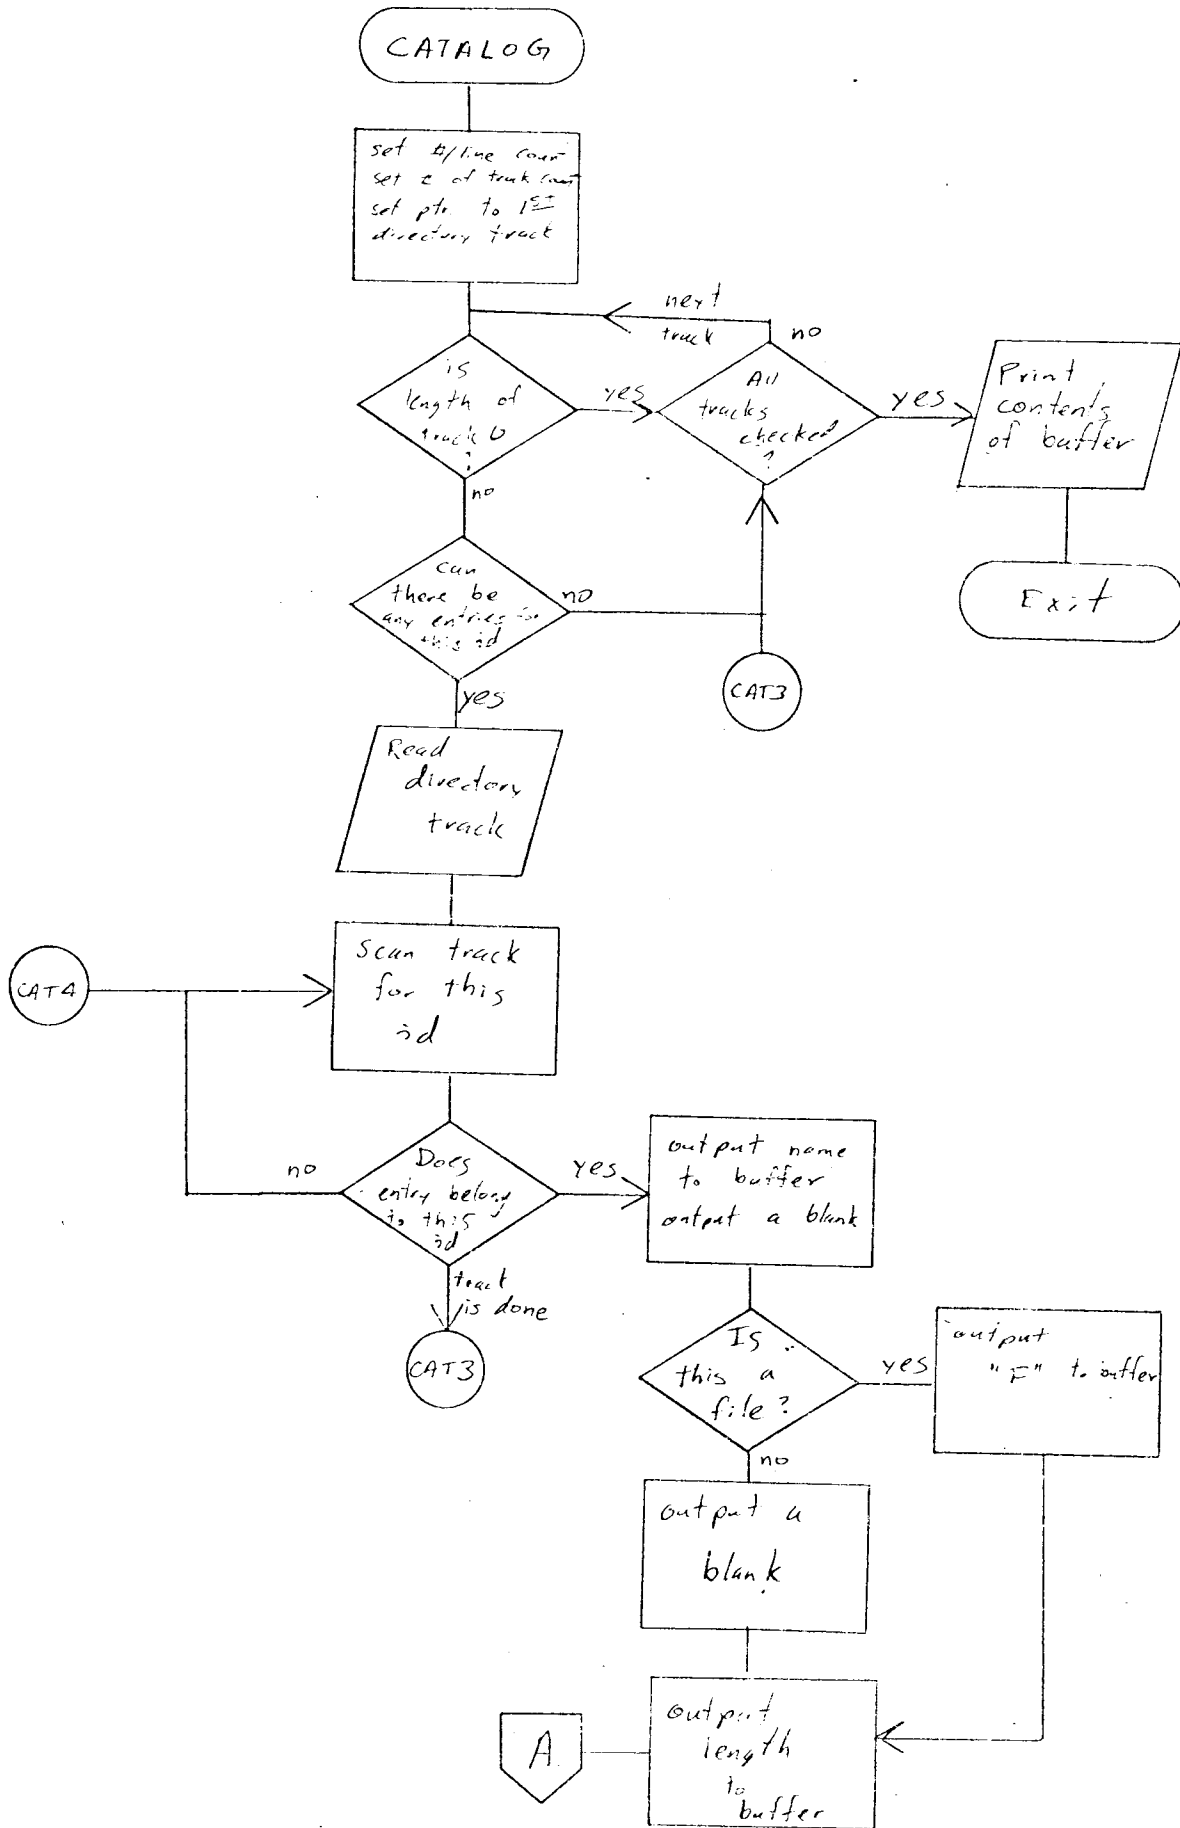 CATALOG
set #/line count
set # of track count
set ptr. to 1ST
directory track
next
track
no
is
length of
track 0
?
yes
All
tracks
checked
?
yes
Print
contents
of buffer
no
can
there be
any entries for
this id
no
Exit
CAT3
yes
Read
directory
track
Scan track
for this
id
CAT4
no
Does
entry belong
to this
id
yes
output name
to buffer
output a blank
track
is done
CAT3
Is
this a
file?
yes
output
"F" to buffer
no
output a
blank
A
output
length
to
buffer